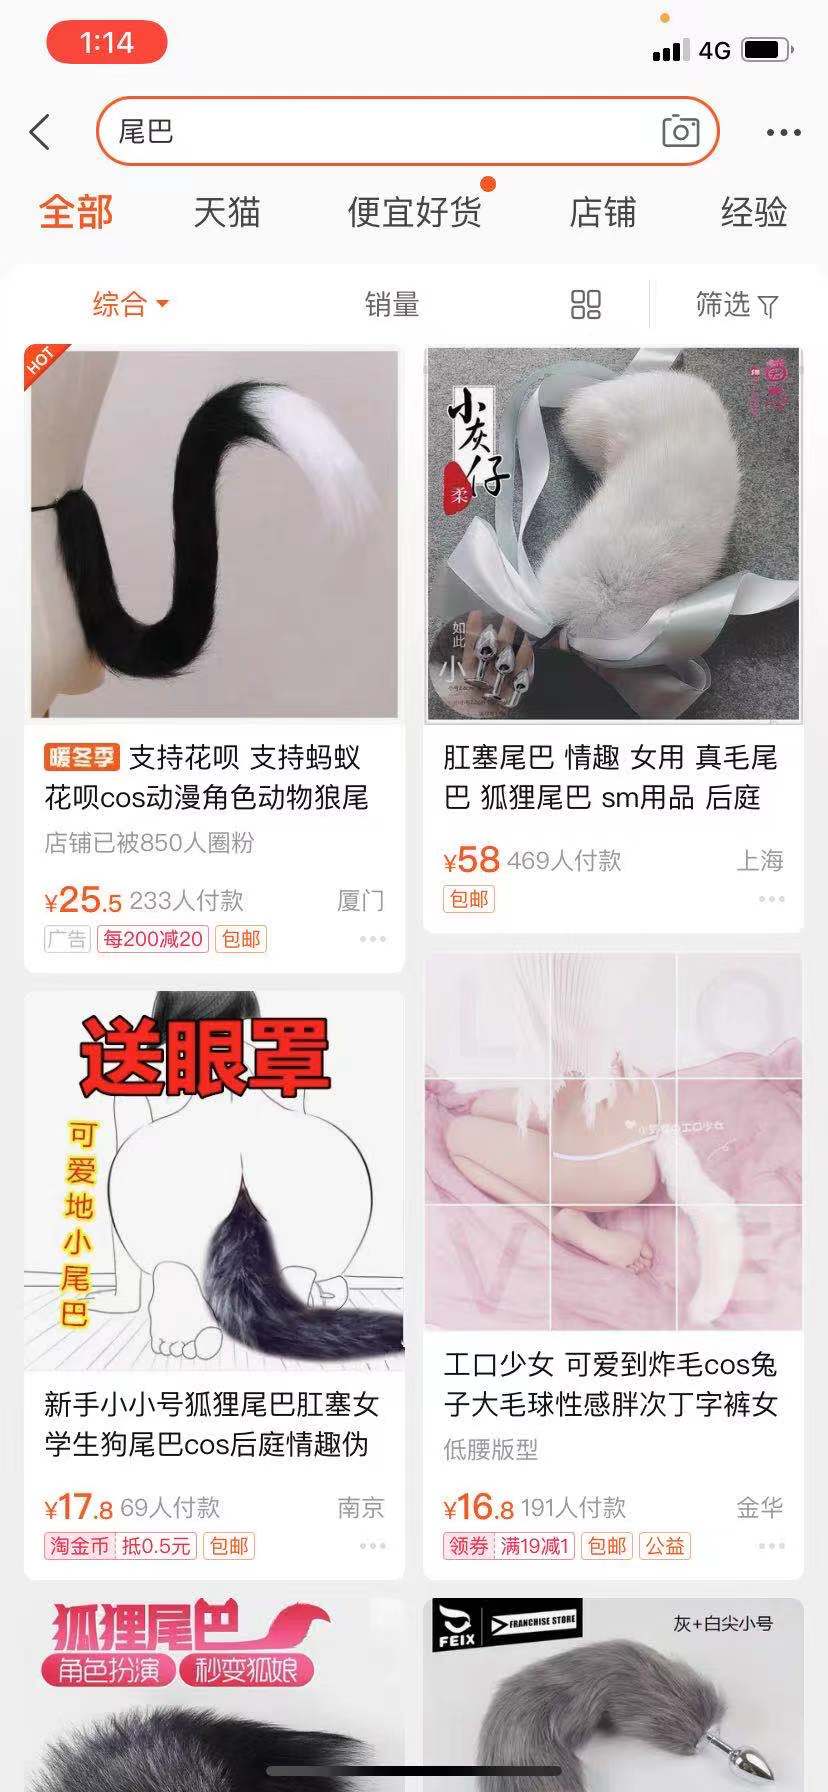 1:14
4G
尾巴
全部
天猫
便宜好货
店铺
经验
综合
销量
筛选
HOT
小灰仔
柔
如此
小
暖冬季 支持花呗 支持蚂蚁
花呗cos动漫角色动物狼尾
店铺已被850人圈粉
¥25.5 233人付款 厦门
广告 每200减20 包邮
肛塞尾巴 情趣 女用 真毛尾
巴 狐狸尾巴 sm用品 后庭
¥58 469人付款 上海
包邮
送眼罩
可爱地小尾巴
新手小小号狐狸尾巴肛塞女
学生狗尾巴cos后庭情趣伪
¥17.8 69人付款 南京
淘金币 抵0.5元 包邮
L O
V E
工口少女 可爱到炸毛cos兔
子大毛球性感胖次丁字裤女
低腰版型
¥16.8 191人付款 金华
领券 满19减1 包邮 公益
狐狸尾巴
角色扮演 秒变狐娘
FEIX
FRANCHISE STORE
灰+白尖小号